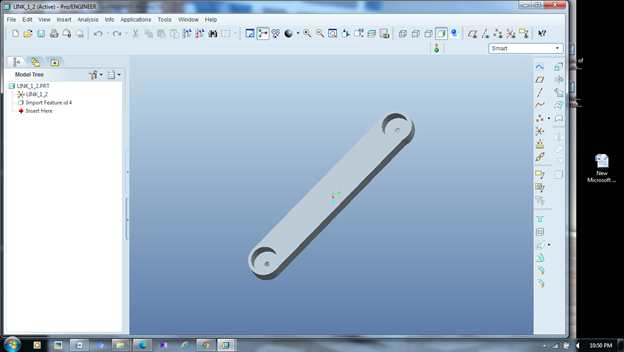 LINK_1_2 (Active) - Pro/ENGINEER
File Edit View Insert Analysis Info Applications Tools Window Help
Smart
Model Tree
LINK_1_2.PRT
LINK_1_2
Import Feature id 4
Insert Here
of
New
Microsoft ...
10:50 PM